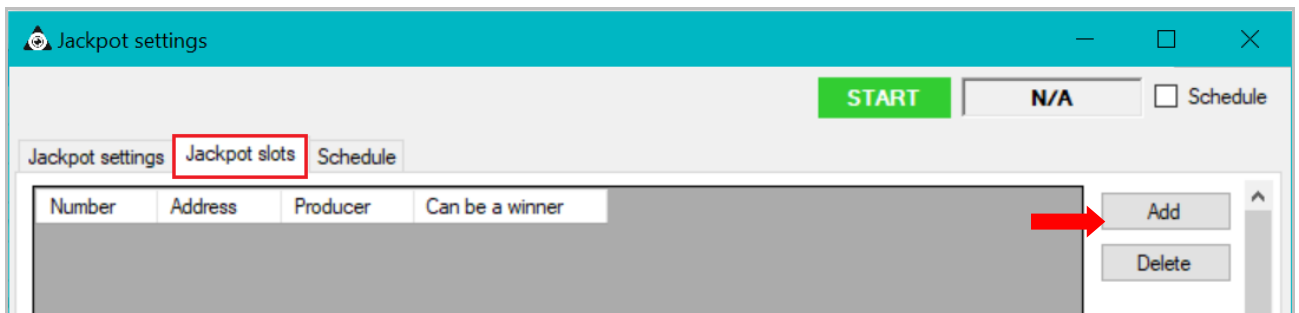 Jackpot settings
START N/A Schedule
Jackpot settings Jackpot slots Schedule
Number Address Producer Can be a winner
Add
Delete